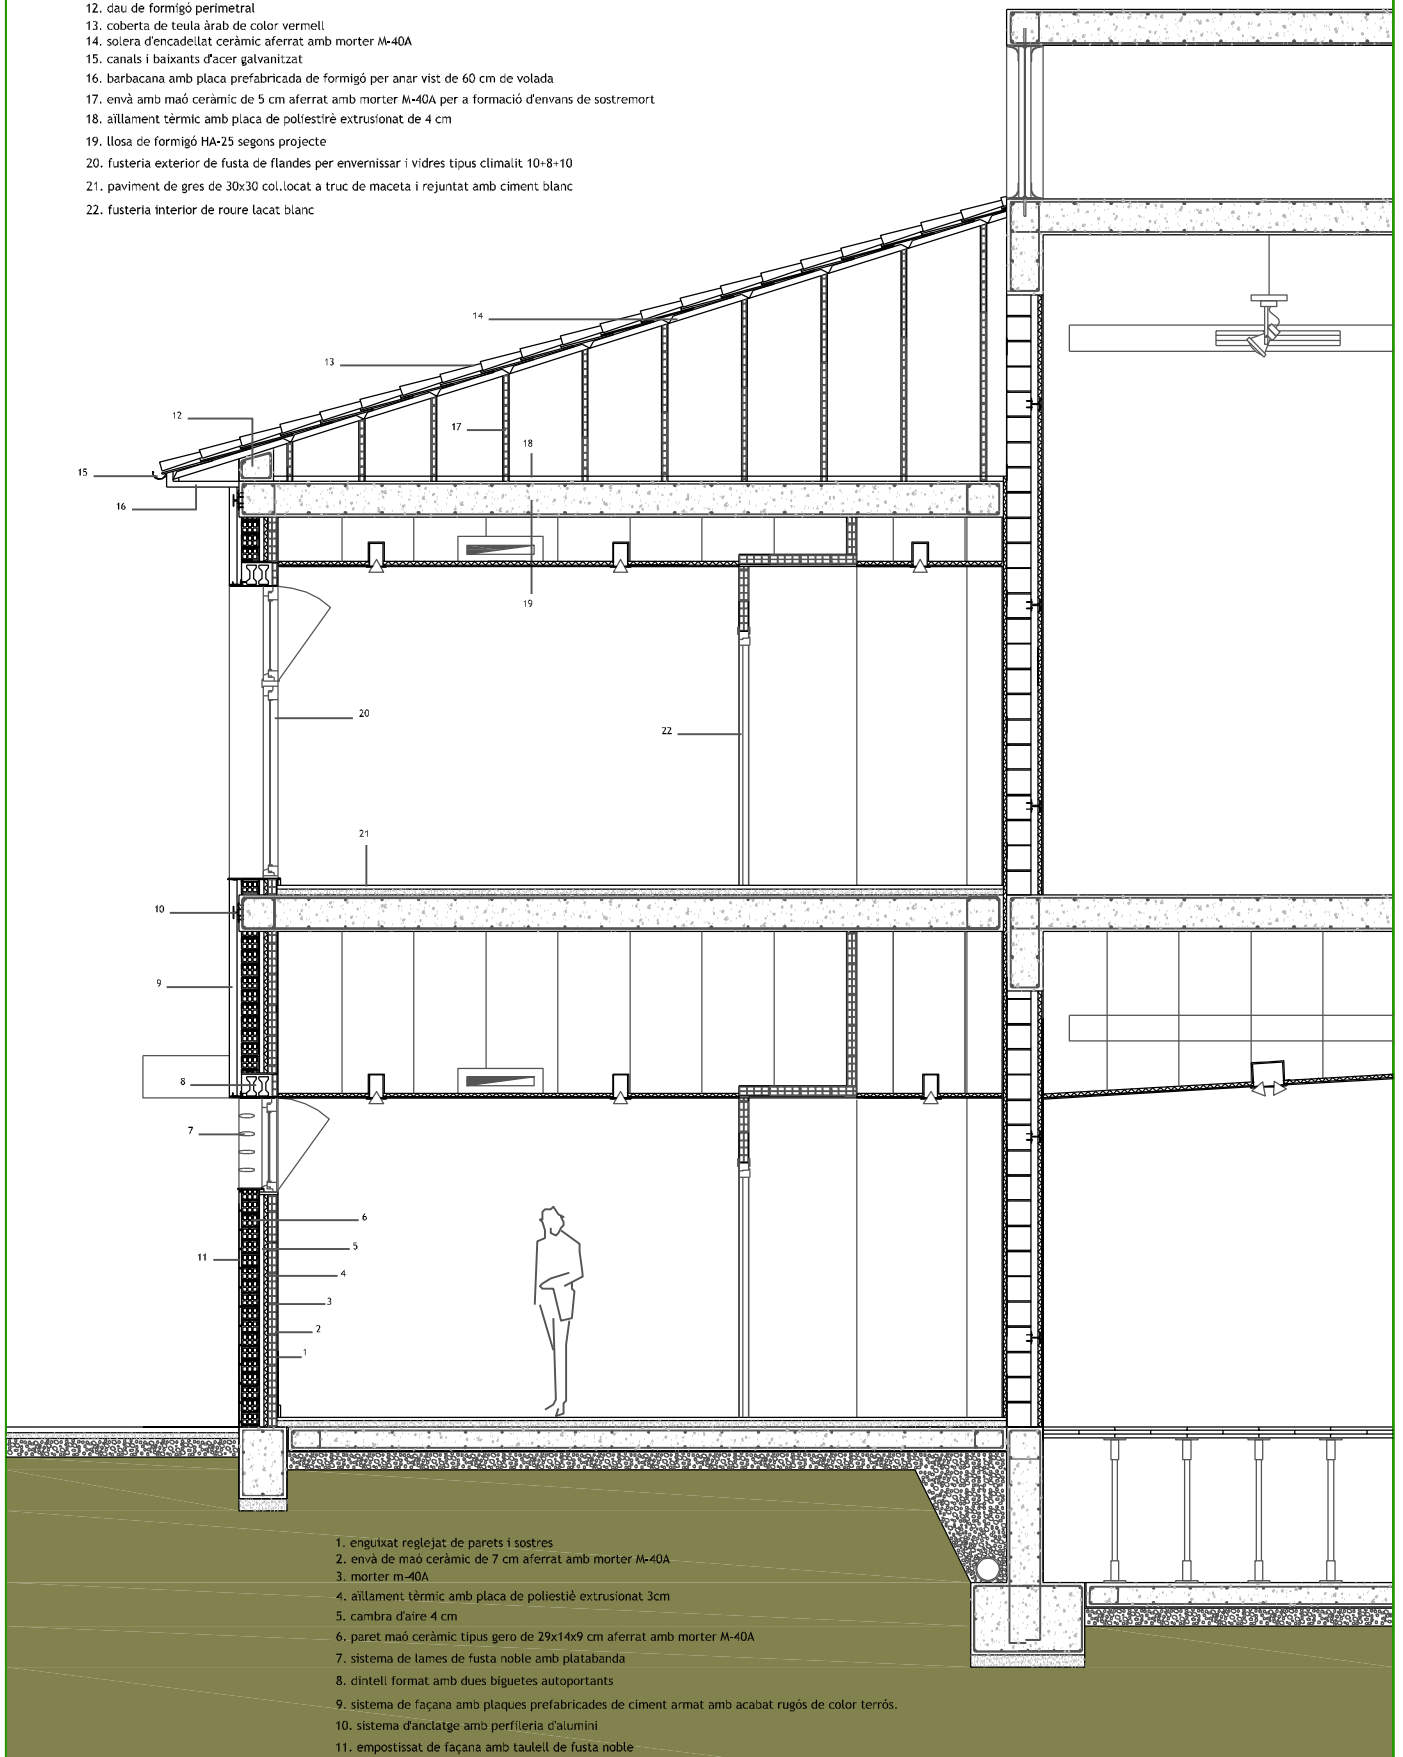 12. dau de formigó perimetral
13. coberta de teula àrab de color vermell
14. solera d'encadellat ceràmic aferrat amb morter M-40A
15. canals i baixants d'acer galvanitzat
16. barbacana amb placa prefabricada de formigó per anar vist de 60 cm de volada
17. envà amb maó ceràmic de 5 cm aferrat amb morter M-40A per a formació d'envans de sostremort
18. aïllament tèrmic amb placa de poliestirè extrusionat de 4 cm
19. llosa de formigó HA-25 segons projecte
20. fusteria exterior de fusta de flandes per envernissar i vidres tipus climalit 10+8+10
21. paviment de gres de 30x30 col.locat a truc de maceta i rejuntat amb ciment blanc
22. fusteria interior de roure lacat blanc
14
13
12
17
18
15
16
19
20
22
21
10
9
8
7
6
5
11
4
3
2
1
1. enguixat reglejat de parets i sostres
2. envà de maó ceràmic de 7 cm aferrat amb morter M-40A
3. morter m-40A
4. aïllament tèrmic amb placa de poliestiè extrusionat 3cm
5. cambra d'aire 4 cm
6. paret maó ceràmic tipus gero de 29x14x9 cm aferrat amb morter M-40A
7. sistema de lames de fusta noble amb platabanda
8. dintell format amb dues biguetes autoportants
9. sistema de façana amb plaques prefabricades de ciment armat amb acabat rugós de color terrós.
10. sistema d'anclatge amb perfileria d'alumini
11. empostissat de façana amb taulell de fusta noble